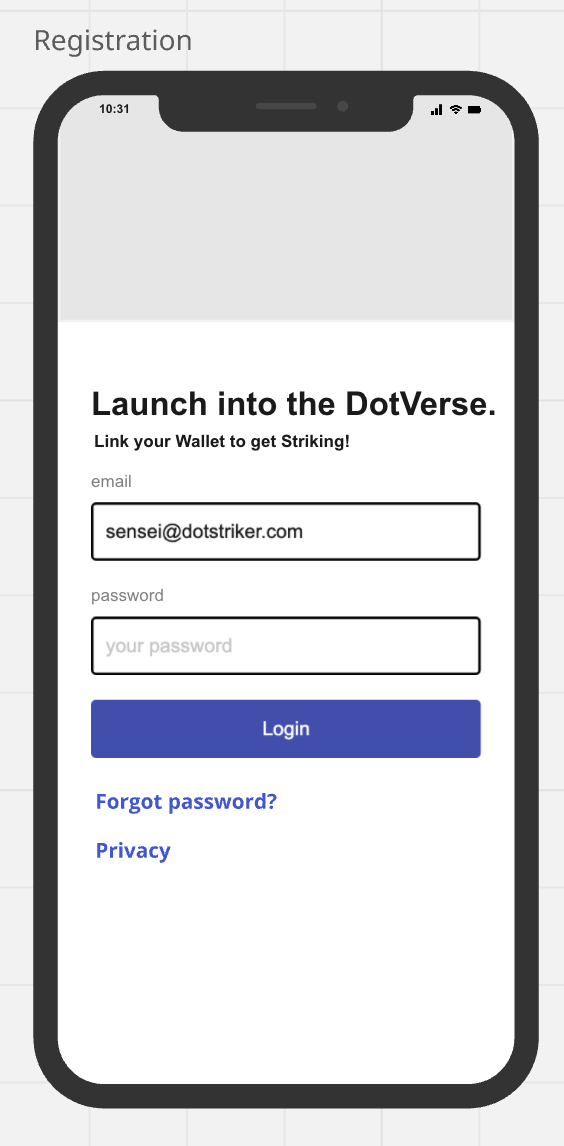 Registration
10:31
Launch into the DotVerse.
Link your Wallet to get Striking!
email
sensei@dotstriker.com
password
your password
Login
Forgot password?
Privacy